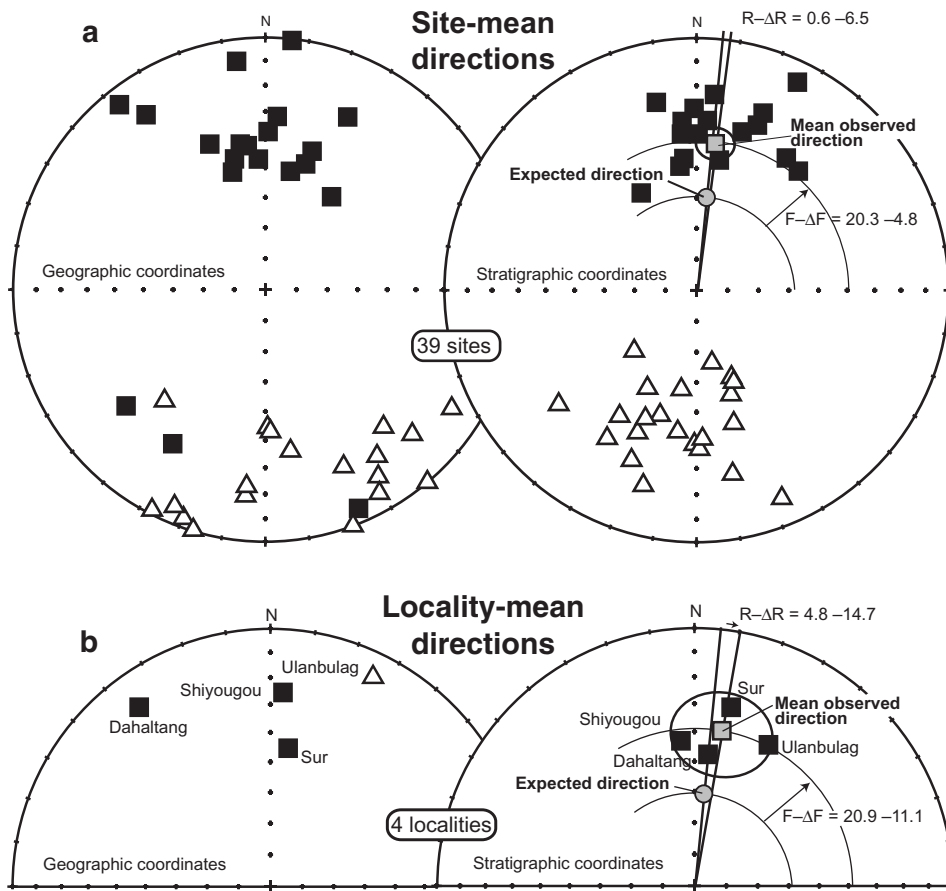 a
Site-mean
directions
N
N
R–ΔR = 0.6 –6.5
Mean observed
direction
Expected direction
F–ΔF = 20.3 –4.8
Geographic coordinates
Stratigraphic coordinates
39 sites
b
Locality-mean
directions
N
N
R–ΔR = 4.8 –14.7
Ulanbulag
Shiyougou
Dahaltang
Sur
Sur
Mean observed
direction
Shiyougou
Ulanbulag
Dahaltang
Expected direction
F–ΔF = 20.9 –11.1
4 localities
Geographic coordinates
Stratigraphic coordinates